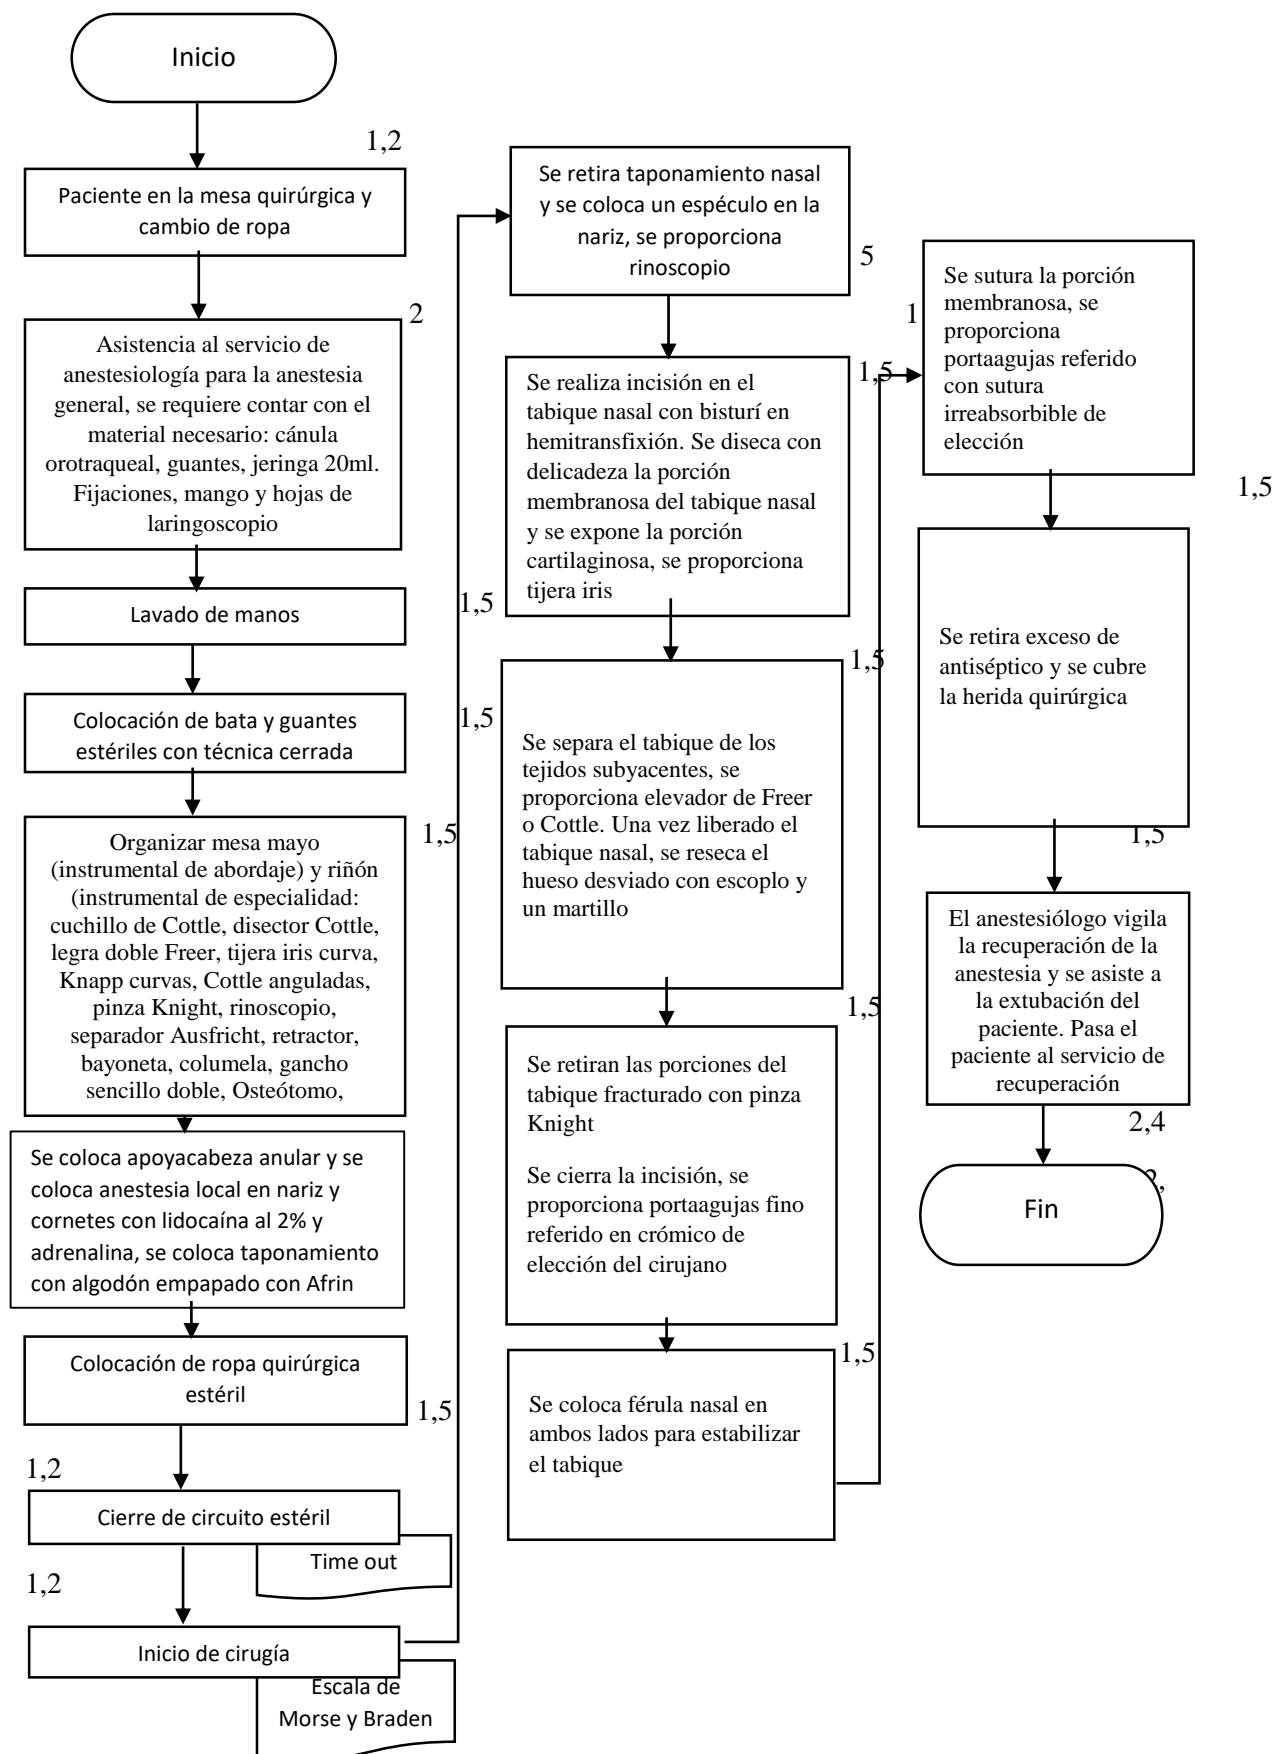 Inicio
1,2
Paciente en la mesa quirúrgica y
cambio de ropa
2
Asistencia al servicio de
anestesiología para la anestesia
general, se requiere contar con el
material necesario: cánula
orotraqueal, guantes, jeringa 20ml.
Fijaciones, mango y hojas de
laringoscopio
1,5
Lavado de manos
1,5
Colocación de bata y guantes
estériles con técnica cerrada
1,5
Organizar mesa mayo
(instrumental de abordaje) y riñón
(instrumental de especialidad:
cuchillo de Cottle, disector Cottle,
legra doble Freer, tijera iris curva,
Knapp curvas, Cottle anguladas,
pinza Knight, rinoscopio,
separador Ausfricht, retractor,
bayoneta, columela, gancho
sencillo doble, Osteótomo,
Se coloca apoyacabeza anular y se
coloca anestesia local en nariz y
cornetes con lidocaína al 2% y
adrenalina, se coloca taponamiento
con algodón empapado con Afrin
Colocación de ropa quirúrgica
estéril
1,5
1,2
Cierre de circuito estéril
Time out
1,2
Inicio de cirugía
Escala de
Morse y Braden
Se retira taponamiento nasal
y se coloca un espéculo en la
nariz, se proporciona
rinoscopio
5
1
1,5
Se realiza incisión en el
tabique nasal con bisturí en
hemitransfixión. Se diseca con
delicadeza la porción
membranosa del tabique nasal
y se expone la porción
cartilaginosa, se proporciona
tijera iris
1,5
Se separa el tabique de los
tejidos subyacentes, se
proporciona elevador de Freer
o Cottle. Una vez liberado el
tabique nasal, se reseca el
hueso desviado con escoplo y
un martillo
1,5
Se retiran las porciones del
tabique fracturado con pinza
Knight
Se cierra la incisión, se
proporciona portaagujas fino
referido en crómico de
elección del cirujano
1,5
Se coloca férula nasal en
ambos lados para estabilizar
el tabique
Se sutura la porción
membranosa, se
proporciona
portaagujas referido
con sutura
irreabsorbible de
elección
1,5
Se retira exceso de
antiséptico y se cubre
la herida quirúrgica
1,5
El anestesiólogo vigila
la recuperación de la
anestesia y se asiste a
la extubación del
paciente. Pasa el
paciente al servicio de
recuperación
2,4
2,
Fin